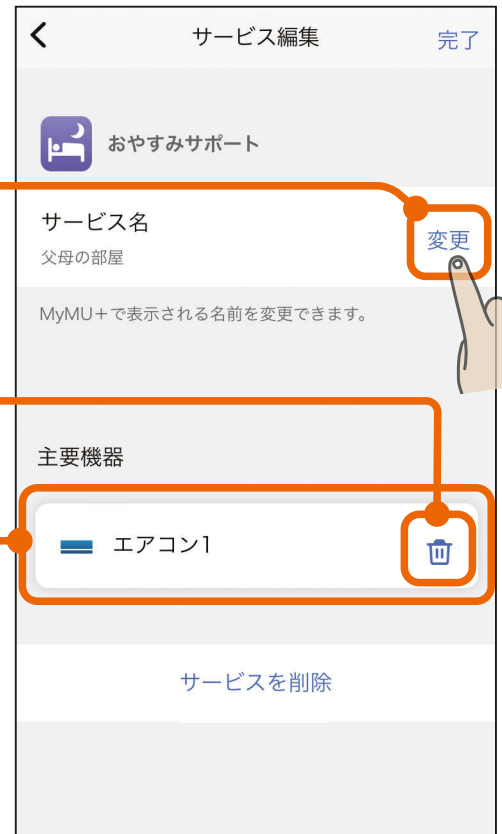 サービス編集
完了
おやすみサポート
サービス名
父母の部屋
変更
MyMU+で表示される名前を変更できます。
主要機器
エアコン1
サービスを削除